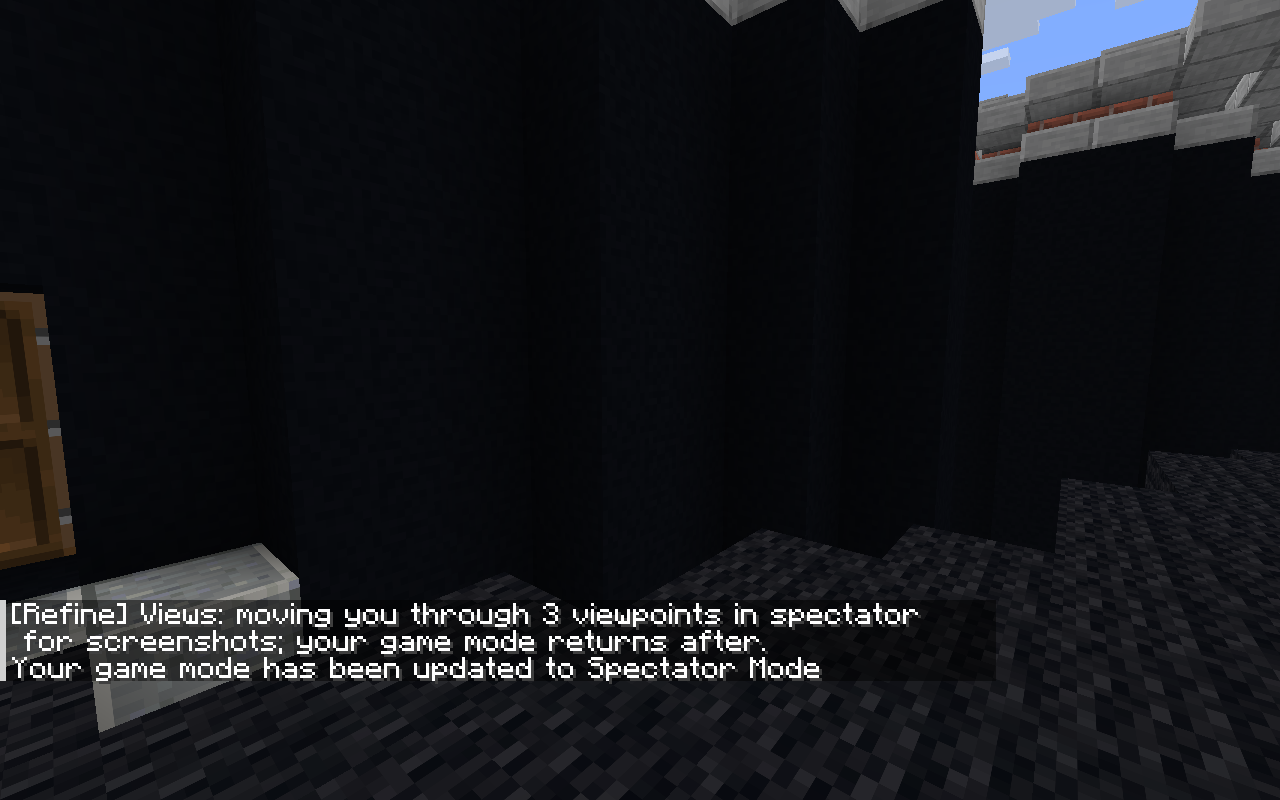 [Refine] Views: moving you through 3 viewpoints in spectator
for screenshots; your game mode returns after.
Your game mode has been updated to Spectator Mode